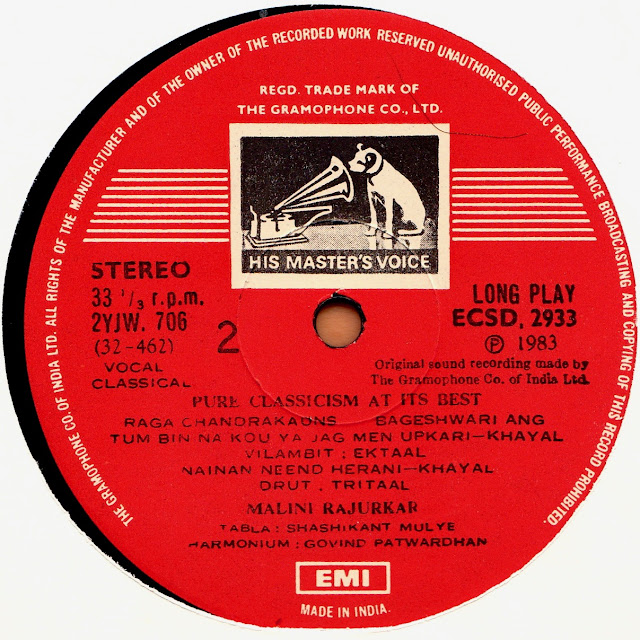 THE GRAMOPHONE CO. OF INDIA LTD. ALL RIGHTS OF THE MANUFACTURER AND OF THE OWNER OF THE RECORDED WORK RESERVED UNAUTHORISED PUBLIC PERFORMANCE BROADCASTING AND COPYING OF THIS RECORD PROHIBITED.
REGD. TRADE MARK OF
THE GRAMOPHONE CO., LTD.
HIS MASTER'S VOICE
STEREO
33 1/3 r.p.m.
2YJW. 706
(32-462)
VOCAL
CLASSICAL
2
LONG PLAY
ECSD, 2933
Ⓟ 1983
Original sound recording made by
The Gramophone Co. of India Ltd.
PURE CLASSICISM AT ITS BEST
RAGA CHANDRAKAUNS — BAGESHWARI ANG
TUM BIN NA KOU YA JAG MEN UPKARI—KHAYAL
VILAMBIT : EKTAAL
NAINAN NEEND HERANI—KHAYAL
DRUT : TRITAAL
MALINI RAJURKAR
TABLA : SHASHIKANT MULYE
HARMONIUM : GOVIND PATWARDHAN
EMI
MADE IN INDIA.